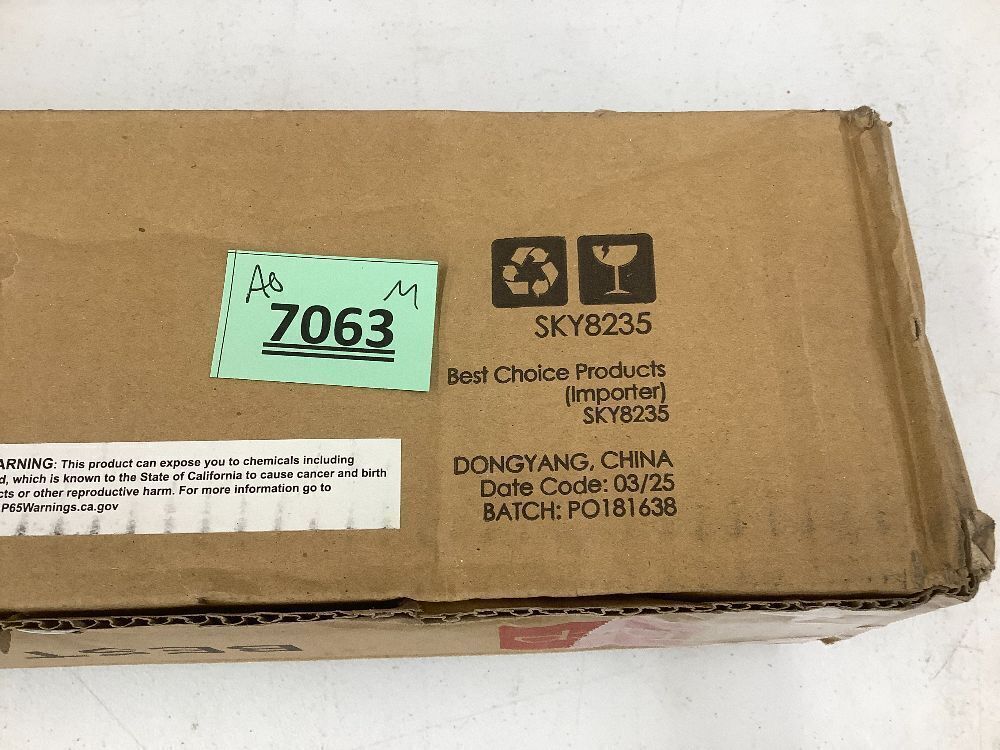 A0 M
7063
SKY8235
Best Choice Products
(Importer)
SKY8235
ARNING: This product can expose you to chemicals including
d, which is known to the State of California to cause cancer and birth
cts or other reproductive harm. For more information go to
P65Warnings.ca.gov
DONGYANG, CHINA
Date Code: 03/25
BATCH: PO181638
BEST